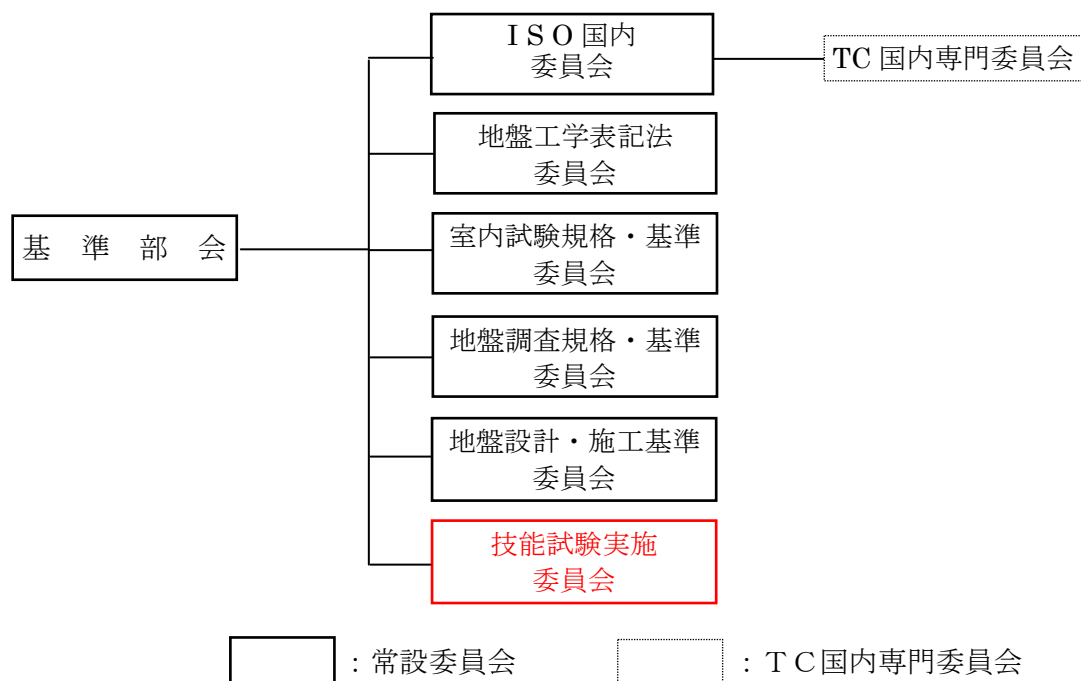 ＩＳＯ国内
委員会
TC 国内専門委員会
地盤工学表記法
委員会
基　準　部　会
室内試験規格・基準
委員会
地盤調査規格・基準
委員会
地盤設計・施工基準
委員会
技能試験実施
委員会
：常設委員会
：ＴＣ国内専門委員会